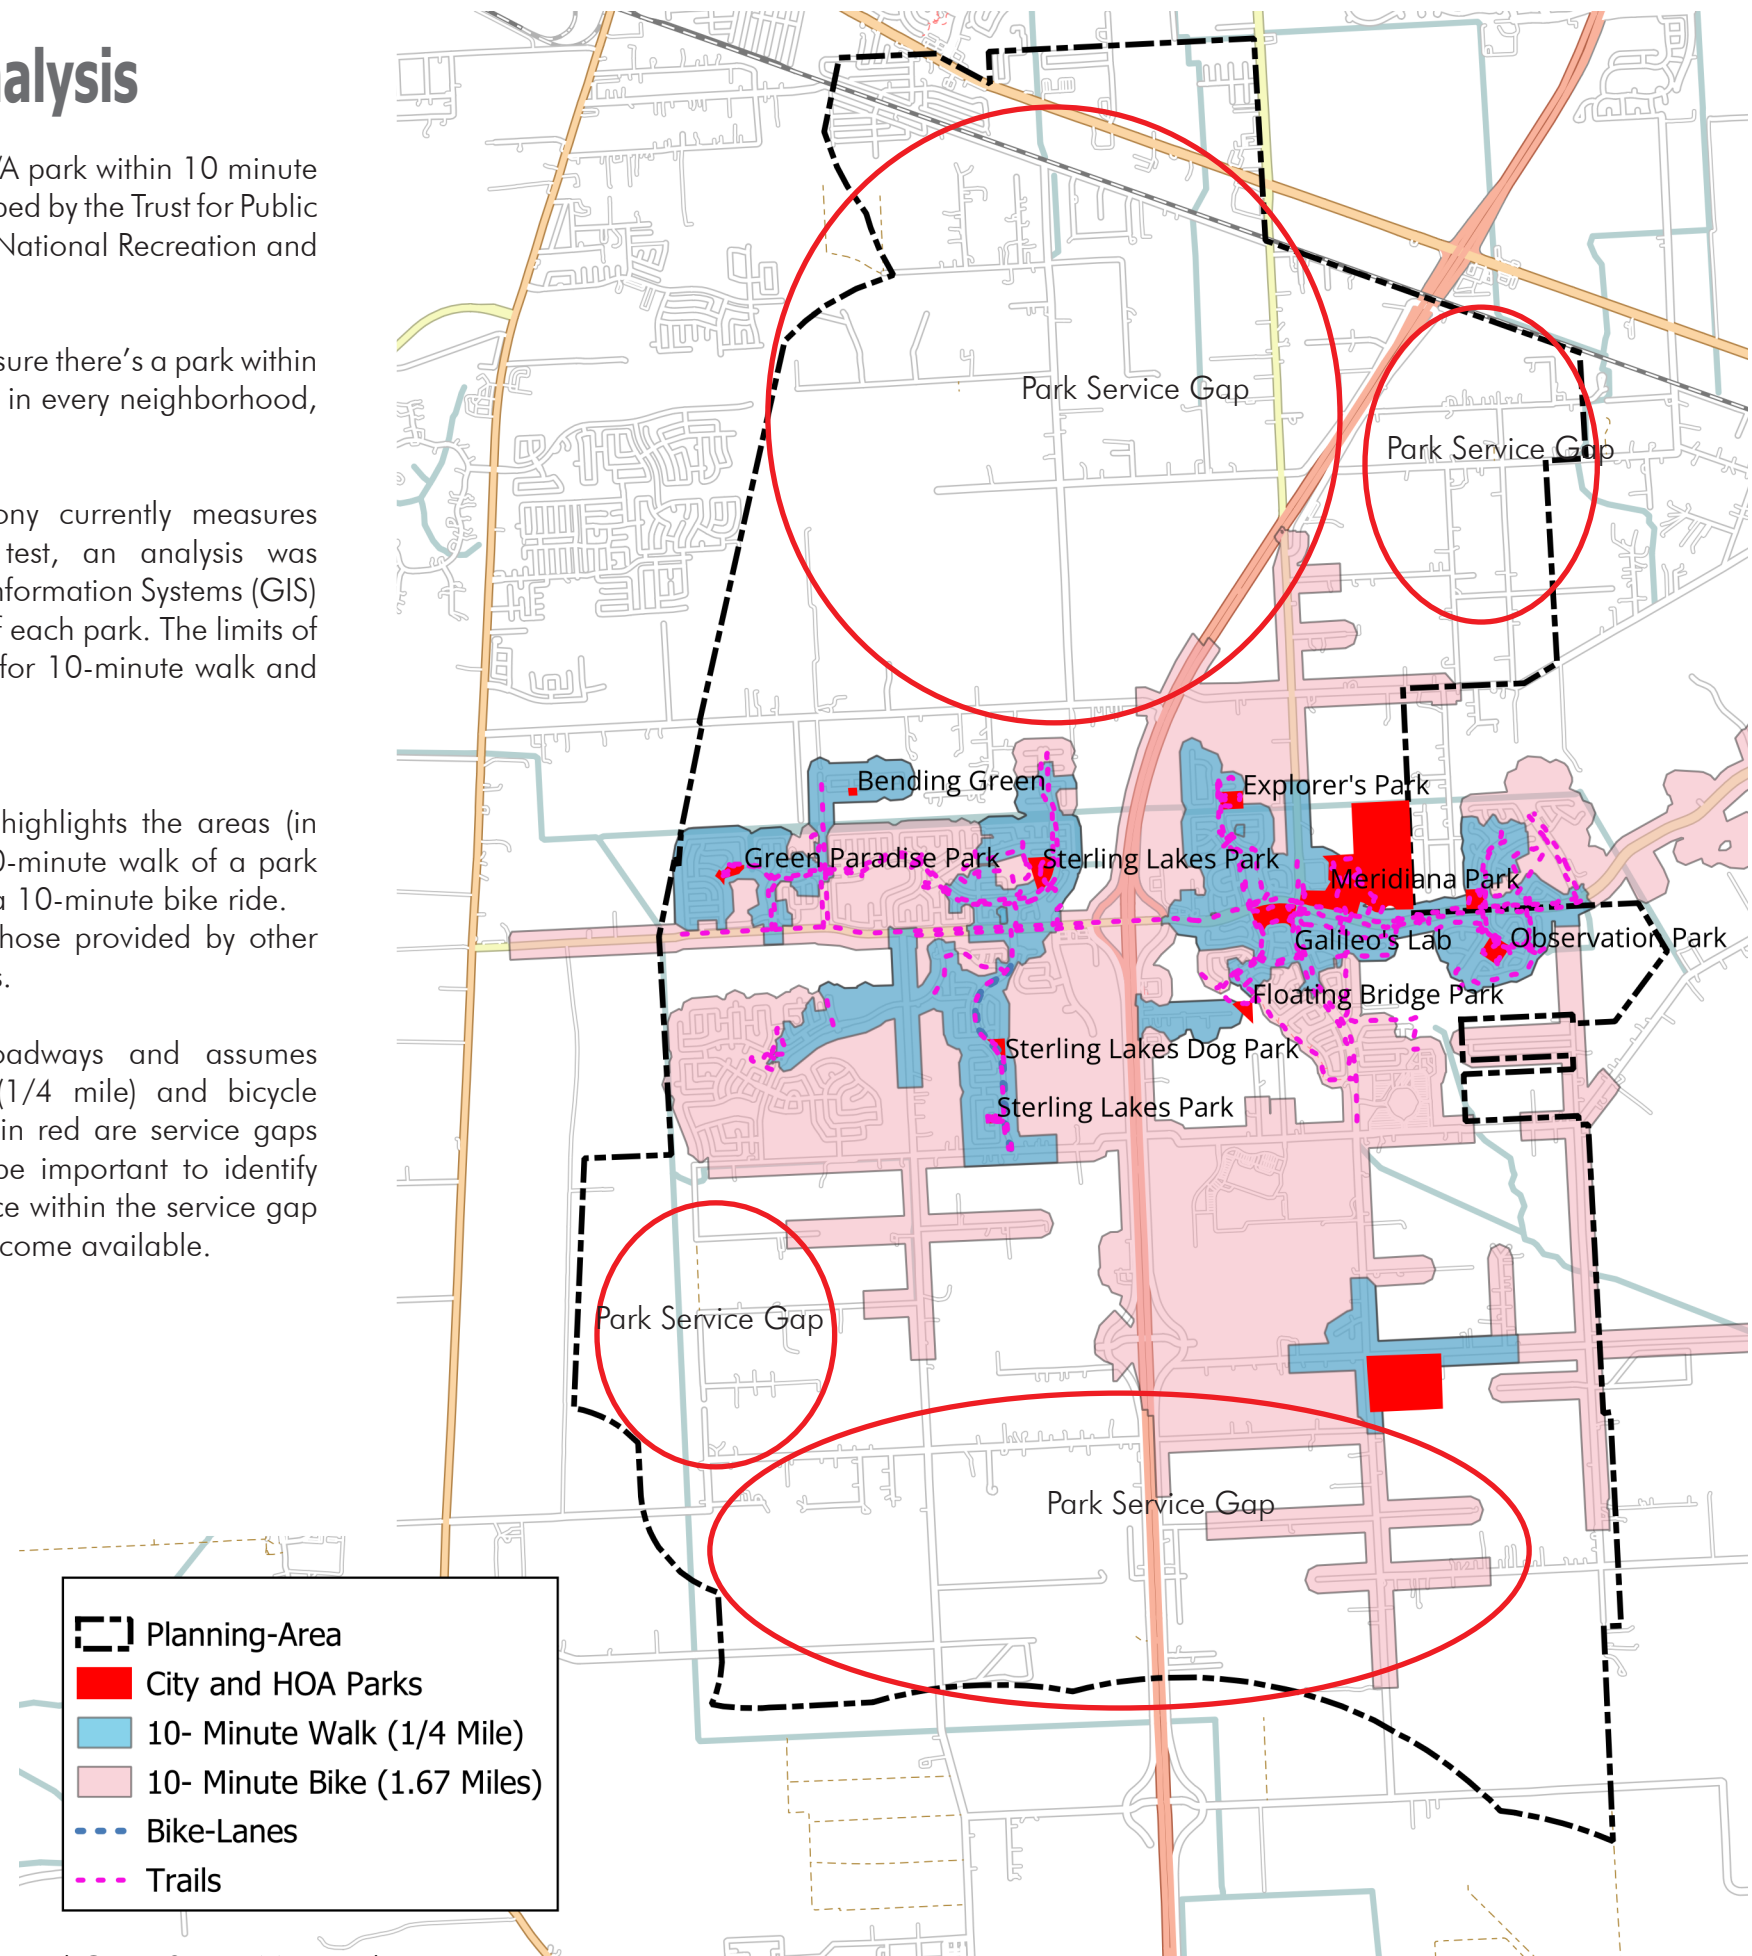 alysis
A park within 10 minute
ped by the Trust for Public
National Recreation and
sure there's a park within
in every neighborhood,
ony currently measures
test, an analysis was
nformation Systems (GIS)
f each park. The limits of
for 10-minute walk and
highlights the areas (in
0-minute walk of a park
a 10-minute bike ride.
hose provided by other
s.
oadways and assumes
(1/4 mile) and bicycle
in red are service gaps
be important to identify
ce within the service gap
come available.
Park Service Gap
Park Service Gap
Bending Green
Explorer's Park
Green Paradise Park
Sterling Lakes Park
Meridiana Park
Galileo's Lab
Observation Park
Floating Bridge Park
Sterling Lakes Dog Park
Sterling Lakes Park
Park Service Gap
Park Service Gap
Planning-Area
City and HOA Parks
10- Minute Walk (1/4 Mile)
10- Minute Bike (1.67 Miles)
Bike-Lanes
Trails